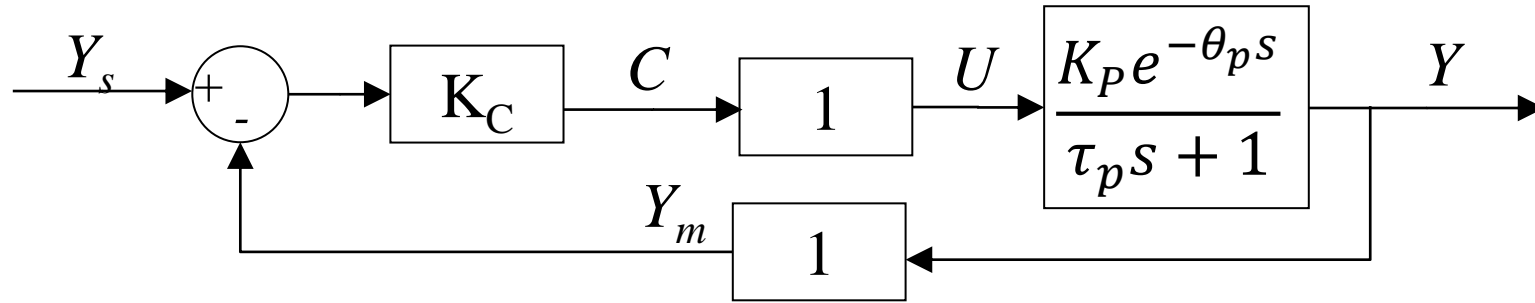 Y_s
+
-
K_C
C
1
U
K_P e^{-θ_p s}
τ_p s + 1
Y
Y_m
1